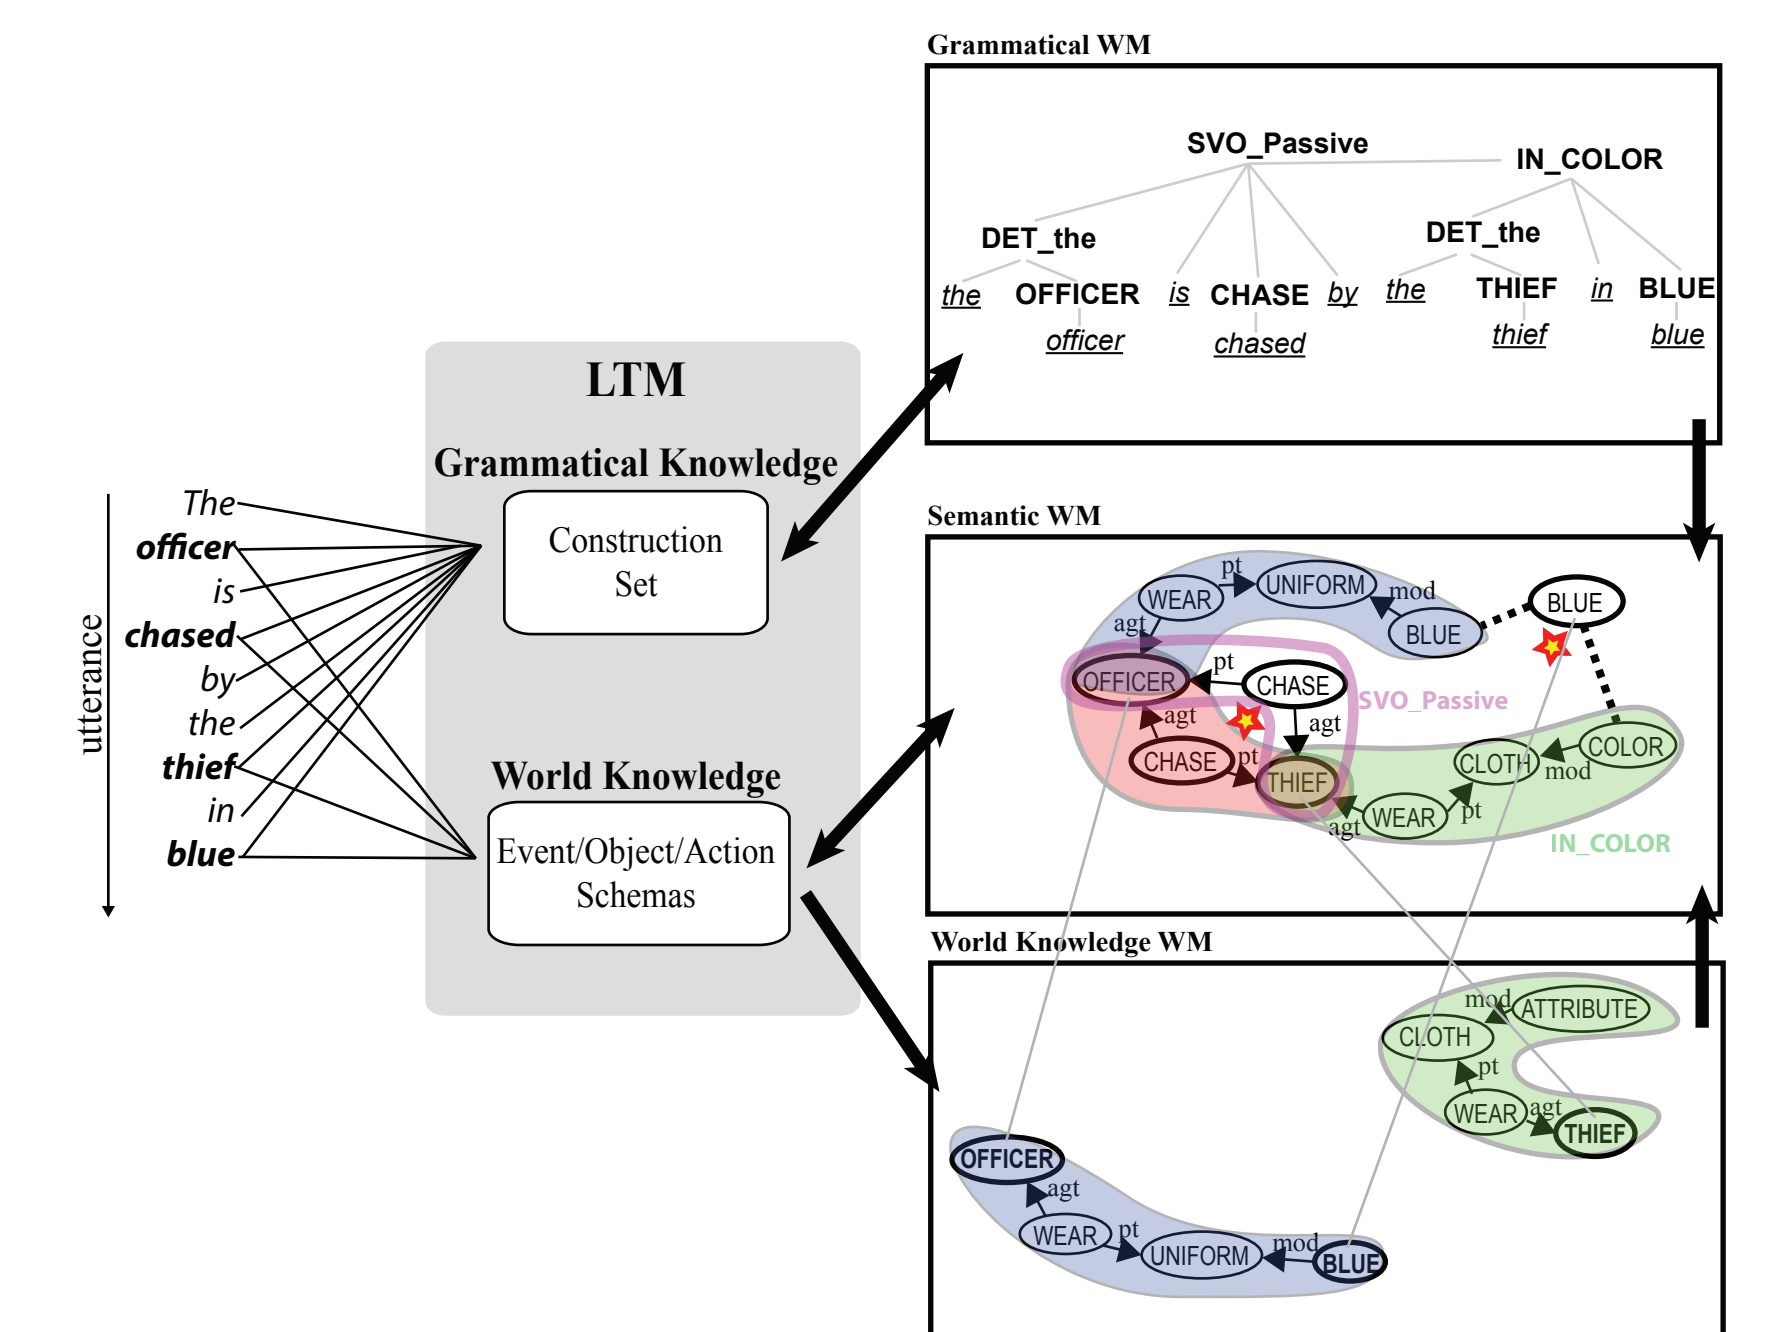 Grammatical WM
SVO_Passive
IN_COLOR
DET_the
DET_the
the OFFICER is CHASE by the THIEF in BLUE
officer chased thief blue
LTM
Grammatical Knowledge
Construction
Set
World Knowledge
Event/Object/Action
Schemas
utterance
The
officer
is
chased
by
the
thief
in
blue
Semantic WM
WEAR pt UNIFORM mod BLUE
BLUE
agt
OFFICER pt CHASE
SVO_Passive
agt agt
CHASE pt THIEF
CLOTH mod COLOR
agt WEAR pt
IN_COLOR
World Knowledge WM
mod ATTRIBUTE
CLOTH
pt
WEAR agt THIEF
OFFICER
agt
WEAR pt UNIFORM mod BLUE